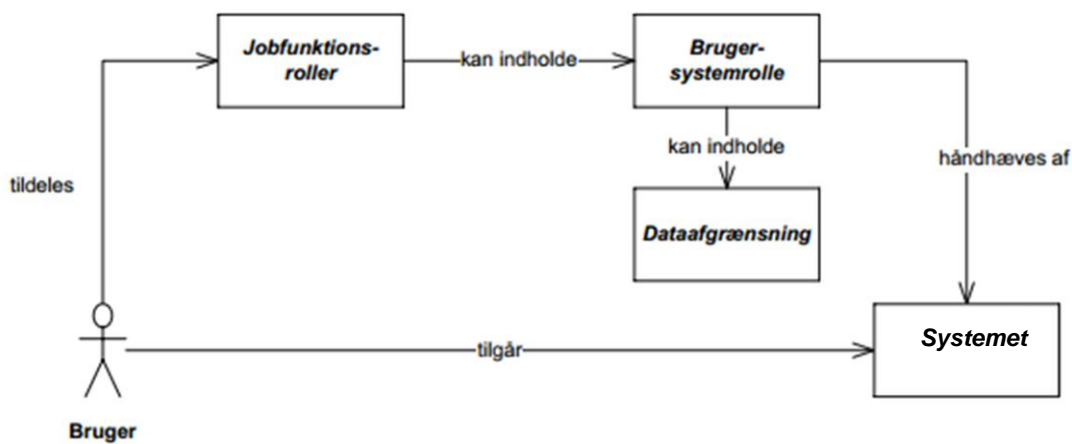 Jobfunktions-
roller
kan indholde
Bruger-
systemrolle
kan indholde
håndhæves af
tildeles
Dataafgrænsning
Systemet
tilgår
Bruger